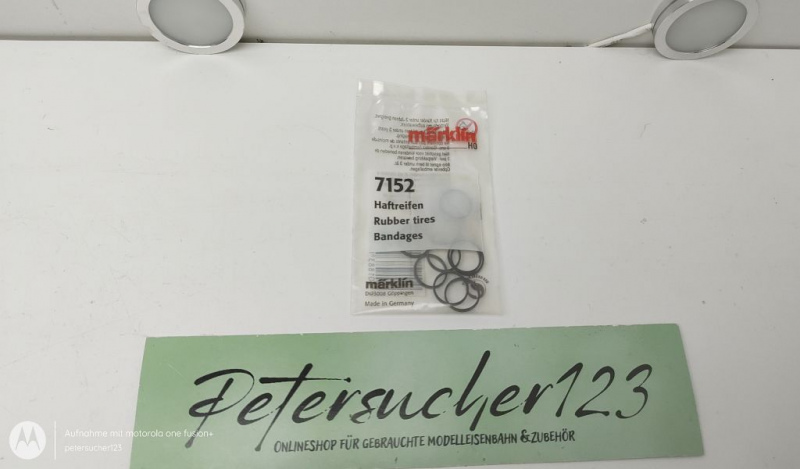 märklin
H0
7152
Haftreifen
Rubber tires
Bandages
märklin
Made in Germany
Petersucher123
ONLINESHOP FÜR GEBRAUCHTE MODELLEISENBAHN & ZUBEHÖR
Aufnahme mit motorola one fusion+
petersucher123